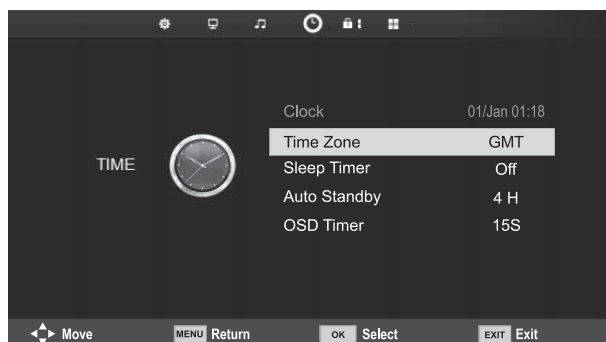 Clock 01/Jan 01:18
Time Zone GMT
TIME
Sleep Timer Off
Auto Standby 4 H
OSD Timer 15S
Move MENU Return OK Select EXIT Exit